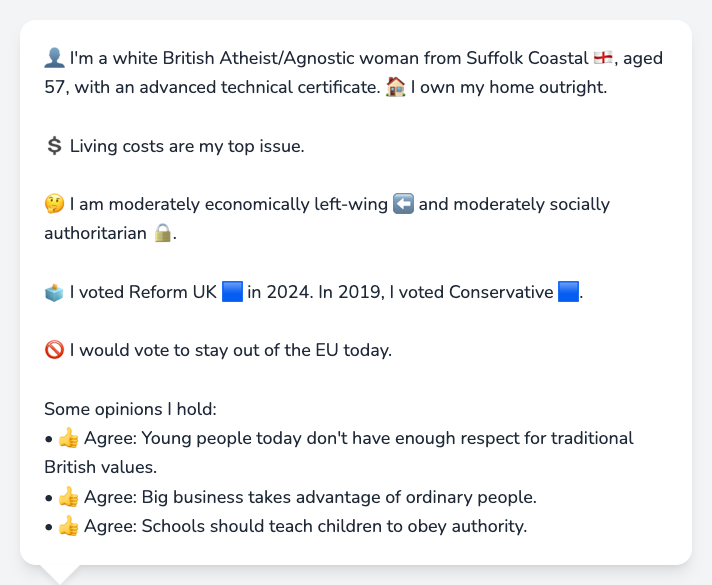 👤 I'm a white British Atheist/Agnostic woman from Suffolk Coastal 🏴󠁧󠁢󠁥󠁮󠁧󠁿, aged
57, with an advanced technical certificate. 🏠 I own my home outright.
💲 Living costs are my top issue.
🤔 I am moderately economically left-wing ⬅️ and moderately socially
authoritarian 🔒.
🗳️ I voted Reform UK 🟦 in 2024. In 2019, I voted Conservative 🟦.
🚫 I would vote to stay out of the EU today.
Some opinions I hold:
• 👍 Agree: Young people today don't have enough respect for traditional
British values.
• 👍 Agree: Big business takes advantage of ordinary people.
• 👍 Agree: Schools should teach children to obey authority.